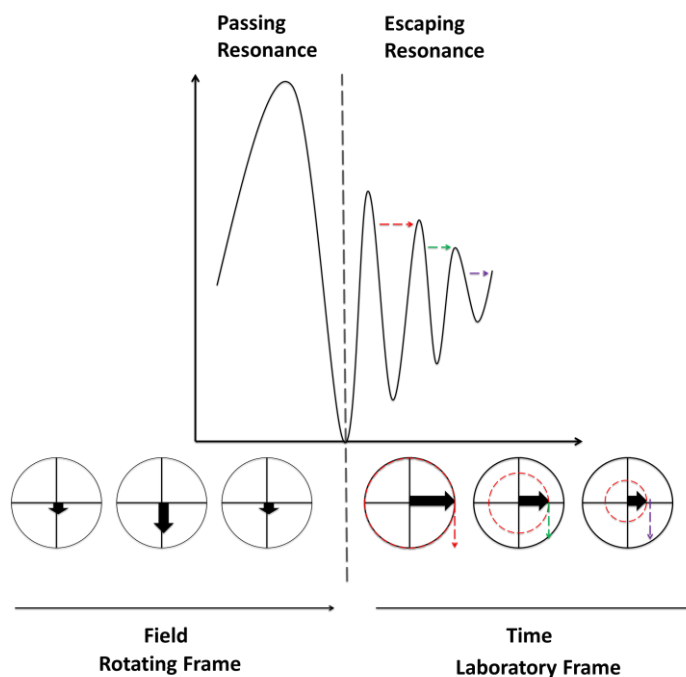 Passing
Resonance
Escaping
Resonance
Field
Rotating Frame
Time
Laboratory Frame